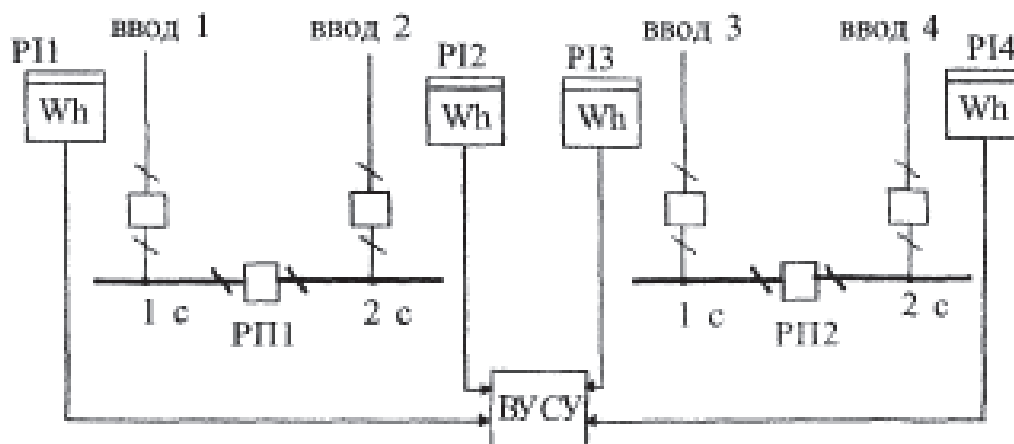 ввод 1
ввод 2
ввод 3
ввод 4
PI1
PI2
PI3
PI4
Wh
Wh
Wh
Wh
1 с
2 с
1 с
2 с
РП1
РП2
ВУСУ